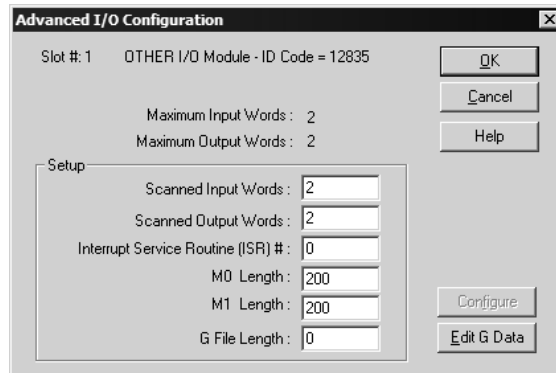 Advanced I/O Configuration
Slot #: 1 OTHER I/O Module - ID Code = 12835
OK
Cancel
Maximum Input Words : 2
Maximum Output Words : 2
Help
Setup
Scanned Input Words : 2
Scanned Output Words : 2
Interrupt Service Routine (ISR) # : 0
M0 Length : 200
M1 Length : 200
Configure
G File Length : 0
Edit G Data